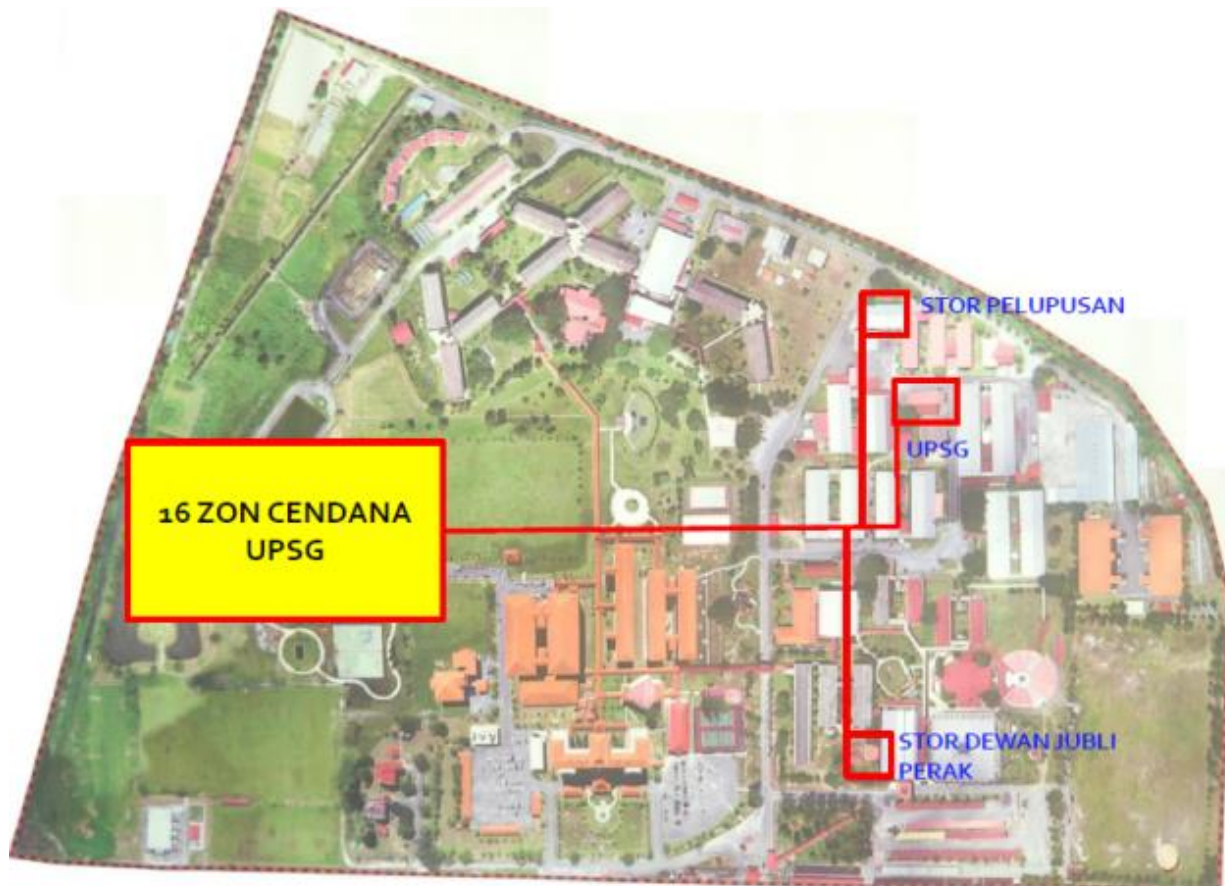 STOR PELUPUSAN
UPSG
16 ZON CENDANA
UPSG
STOR DEWAN JUBLI
PERAK